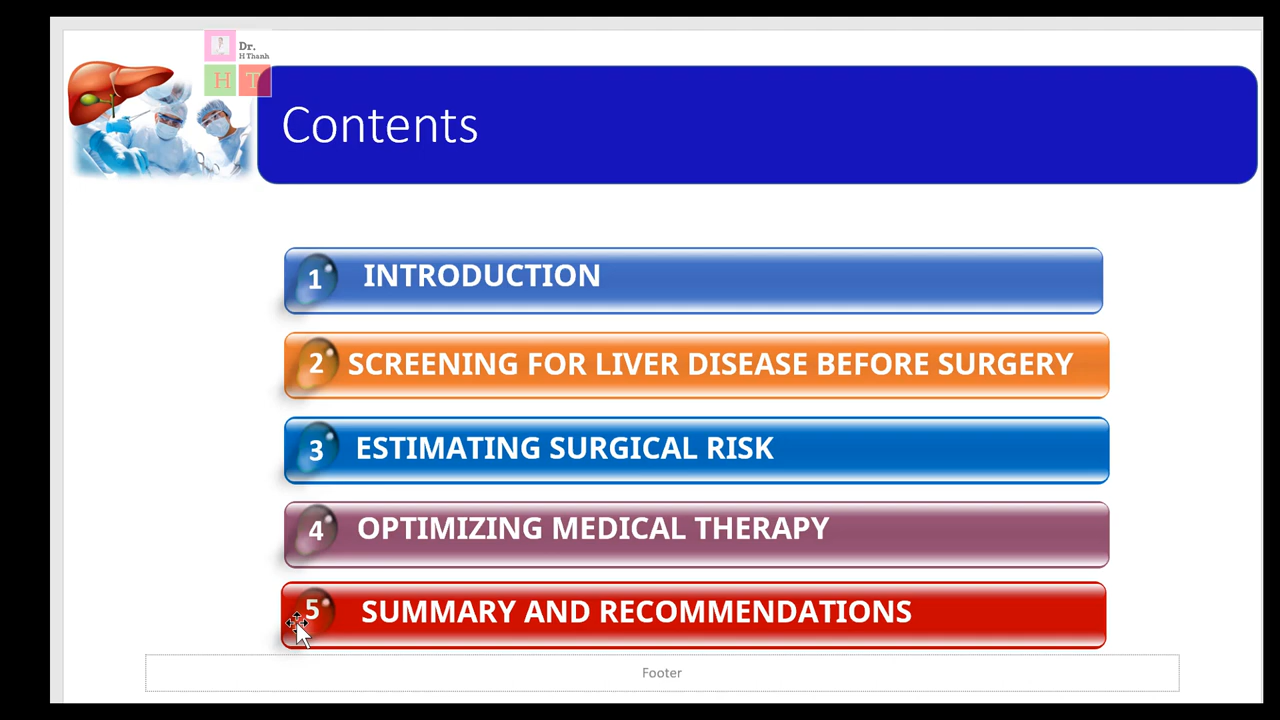 Dr.
H Thanh
H T
Contents
1 INTRODUCTION
2 SCREENING FOR LIVER DISEASE BEFORE SURGERY
3 ESTIMATING SURGICAL RISK
4 OPTIMIZING MEDICAL THERAPY
5 SUMMARY AND RECOMMENDATIONS
Footer